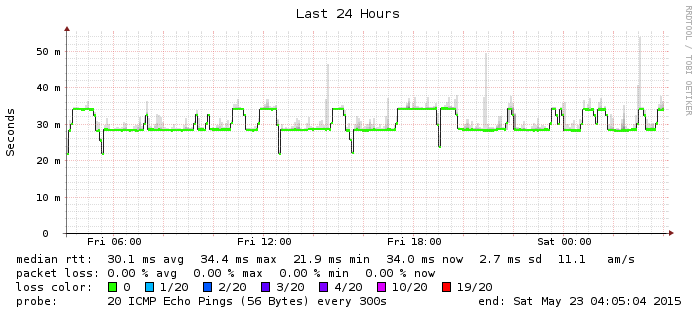 Last 24 Hours
RRDTOOL / TOBI OETIKER
Seconds
50 m
40 m
30 m
20 m
10 m
0
Fri 06:00 Fri 12:00 Fri 18:00 Sat 00:00
median rtt: 30.1 ms avg 34.4 ms max 21.9 ms min 34.0 ms now 2.7 ms sd 11.1 am/s
packet loss: 0.00 % avg 0.00 % max 0.00 % min 0.00 % now
loss color: 0 1/20 2/20 3/20 4/20 10/20 19/20
probe: 20 ICMP Echo Pings (56 Bytes) every 300s end: Sat May 23 04:05:04 2015